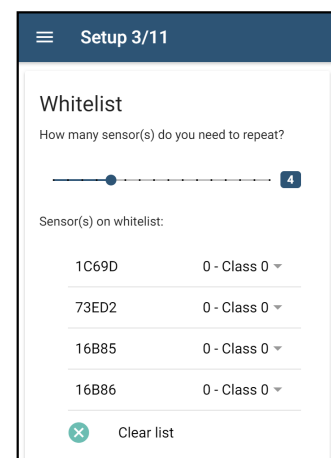 Setup 3/11
Whitelist
How many sensor(s) do you need to repeat?
4
Sensor(s) on whitelist:
1C69D 0 - Class 0
73ED2 0 - Class 0
16B85 0 - Class 0
16B86 0 - Class 0
Clear list